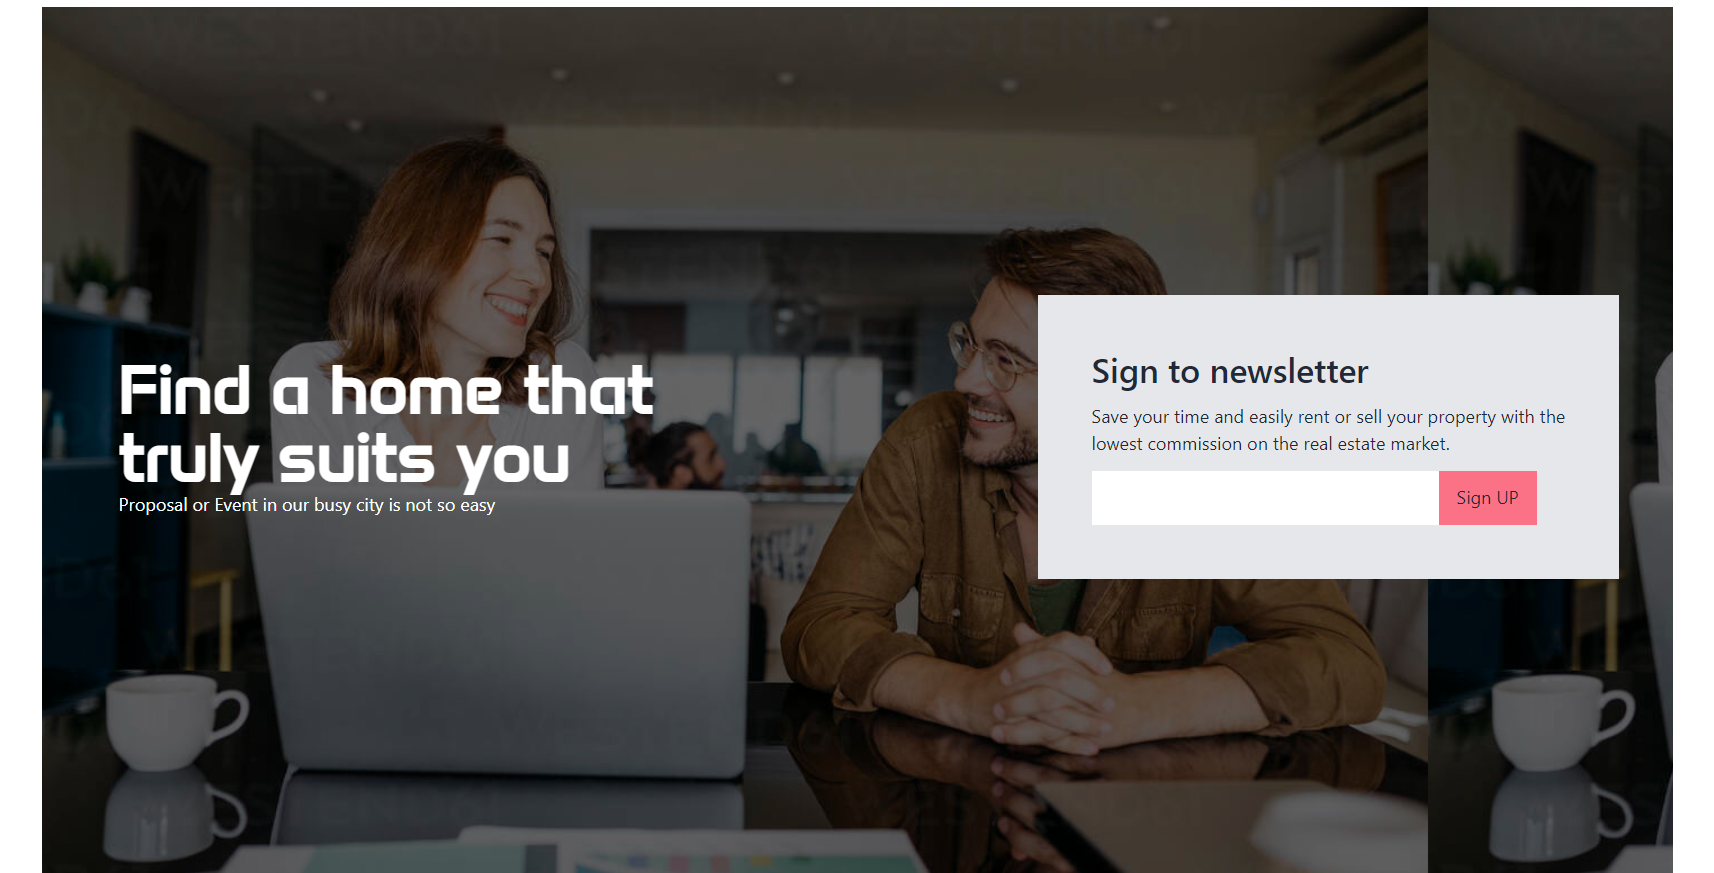 Find a home that
truly suits you
Proposal or Event in our busy city is not so easy
Sign to newsletter
Save your time and easily rent or sell your property with the
lowest commission on the real estate market.
Sign UP